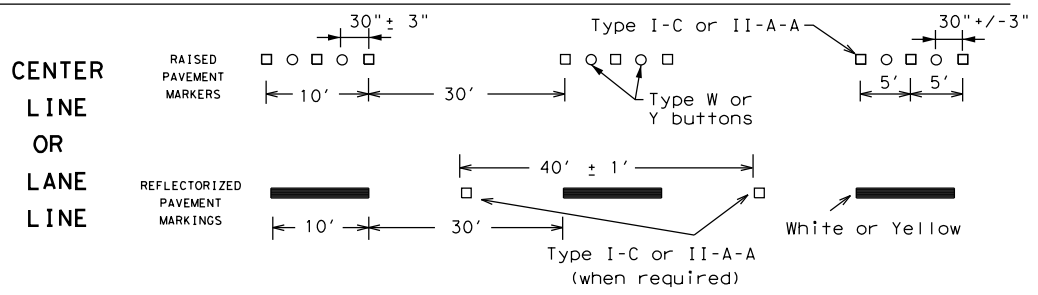 CENTER
LINE
OR
LANE
LINE
RAISED
PAVEMENT
MARKERS
30"± 3"
Type I-C or II-A-A
30"+/-3"
10'
30'
Type W or
Y buttons
5'
5'
REFLECTORIZED
PAVEMENT
MARKINGS
40' ± 1'
10'
30'
Type I-C or II-A-A
(when required)
White or Yellow